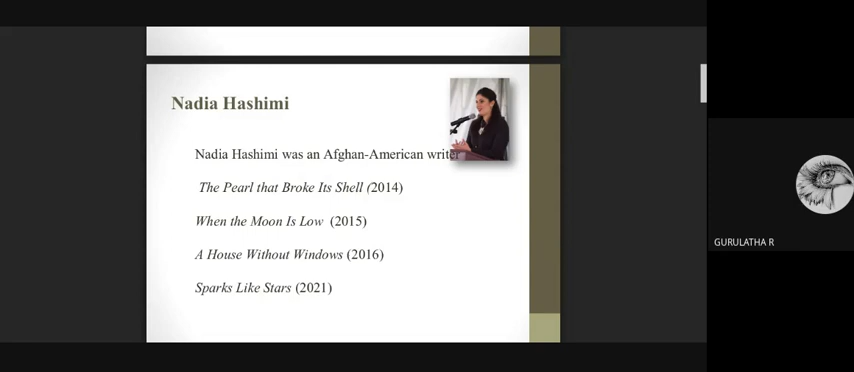 Nadia Hashimi
Nadia Hashimi was an Afghan-American writer
The Pearl that Broke Its Shell (2014)
When the Moon Is Low (2015)
A House Without Windows (2016)
Sparks Like Stars (2021)
GURULATHA R